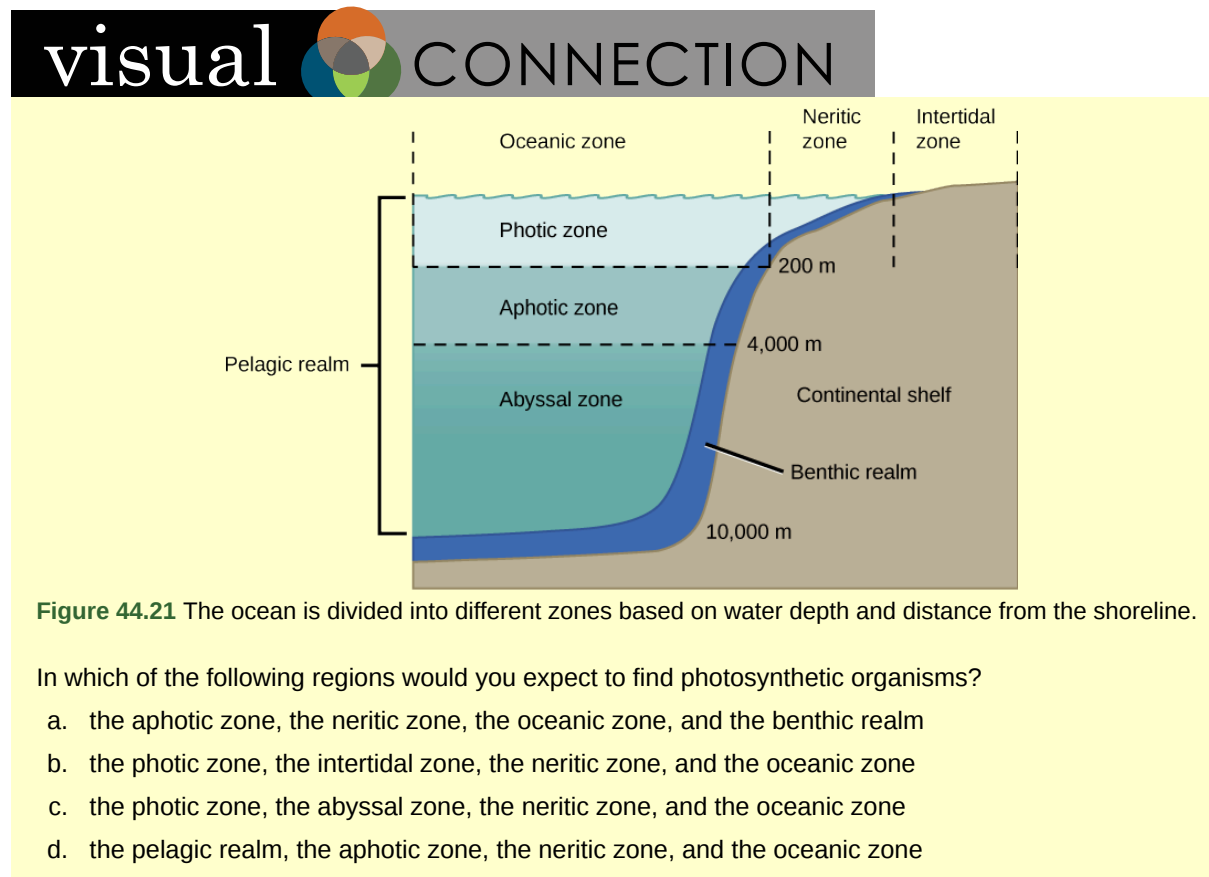 visual CONNECTION
Neritic zone
Intertidal zone
Oceanic zone
Photic zone
200 m
Aphotic zone
4,000 m
Pelagic realm
Abyssal zone
Continental shelf
Benthic realm
10,000 m
Figure 44.21 The ocean is divided into different zones based on water depth and distance from the shoreline.
In which of the following regions would you expect to find photosynthetic organisms?
a. the aphotic zone, the neritic zone, the oceanic zone, and the benthic realm
b. the photic zone, the intertidal zone, the neritic zone, and the oceanic zone
c. the photic zone, the abyssal zone, the neritic zone, and the oceanic zone
d. the pelagic realm, the aphotic zone, the neritic zone, and the oceanic zone